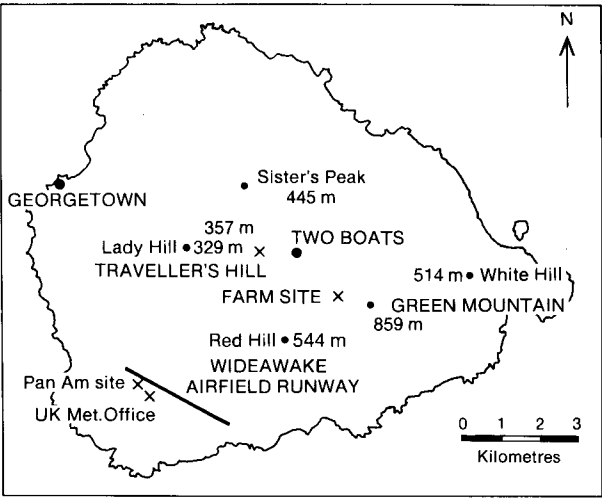 N
Sister's Peak
445 m
GEORGETOWN
357 m
Lady Hill 329 m
TWO BOATS
TRAVELLER'S HILL
514 m White Hill
FARM SITE
GREEN MOUNTAIN
859 m
Red Hill 544 m
WIDEAWAKE
AIRFIELD RUNWAY
Pan Am site
UK Met. Office
0 1 2 3
Kilometres